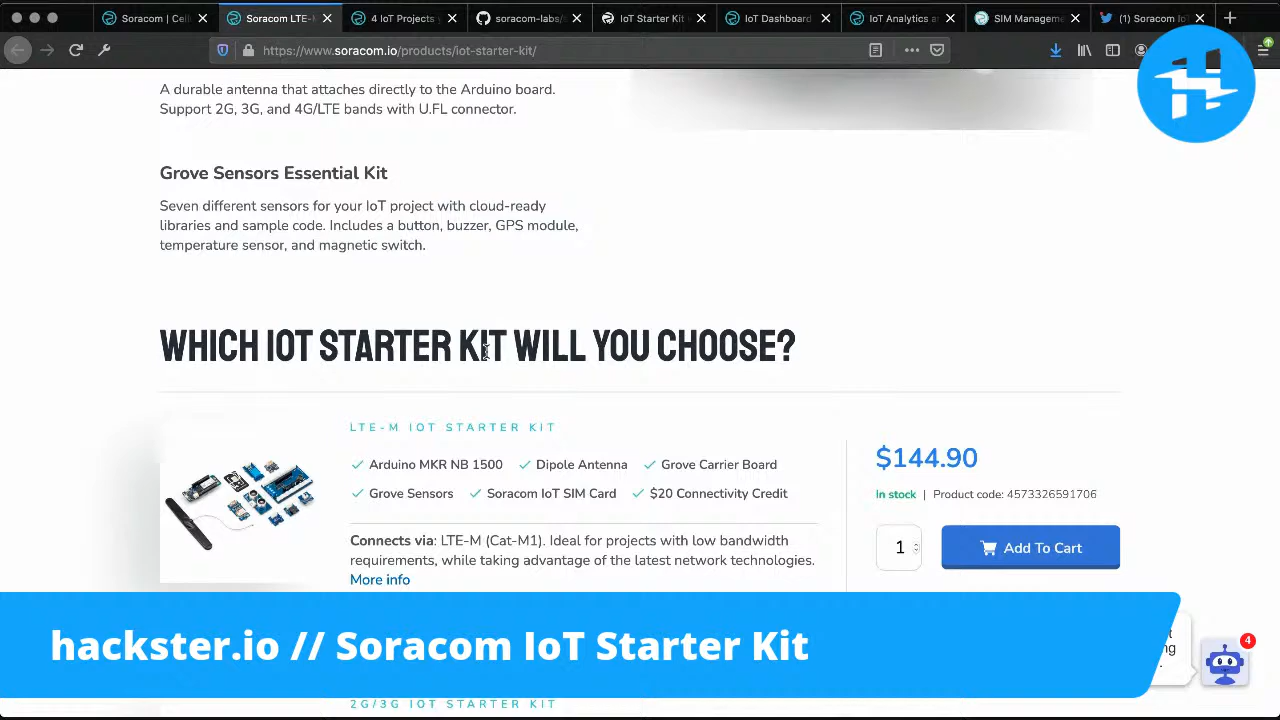 Soracom | Cell
Soracom LTE-
4 IoT Projects
soracom-labs/
IoT Starter Kit
IoT Dashboard
IoT Analytics a
SIM Manageme
(1) Soracom Io
https://www.soracom.io/products/iot-starter-kit/
A durable antenna that attaches directly to the Arduino board.
Support 2G, 3G, and 4G/LTE bands with U.FL connector.
Grove Sensors Essential Kit
Seven different sensors for your IoT project with cloud-ready
libraries and sample code. Includes a button, buzzer, GPS module,
temperature sensor, and magnetic switch.
WHICH IOT STARTER KIT WILL YOU CHOOSE?
LTE-M IOT STARTER KIT
Arduino MKR NB 1500 Dipole Antenna Grove Carrier Board
Grove Sensors Soracom IoT SIM Card $20 Connectivity Credit
Connects via: LTE-M (Cat-M1). Ideal for projects with low bandwidth
requirements, while taking advantage of the latest network technologies.
More info
$144.90
In stock | Product code: 4573326591706
1 Add To Cart
hackster.io // Soracom IoT Starter Kit
4
2G/3G IOT STARTER KIT